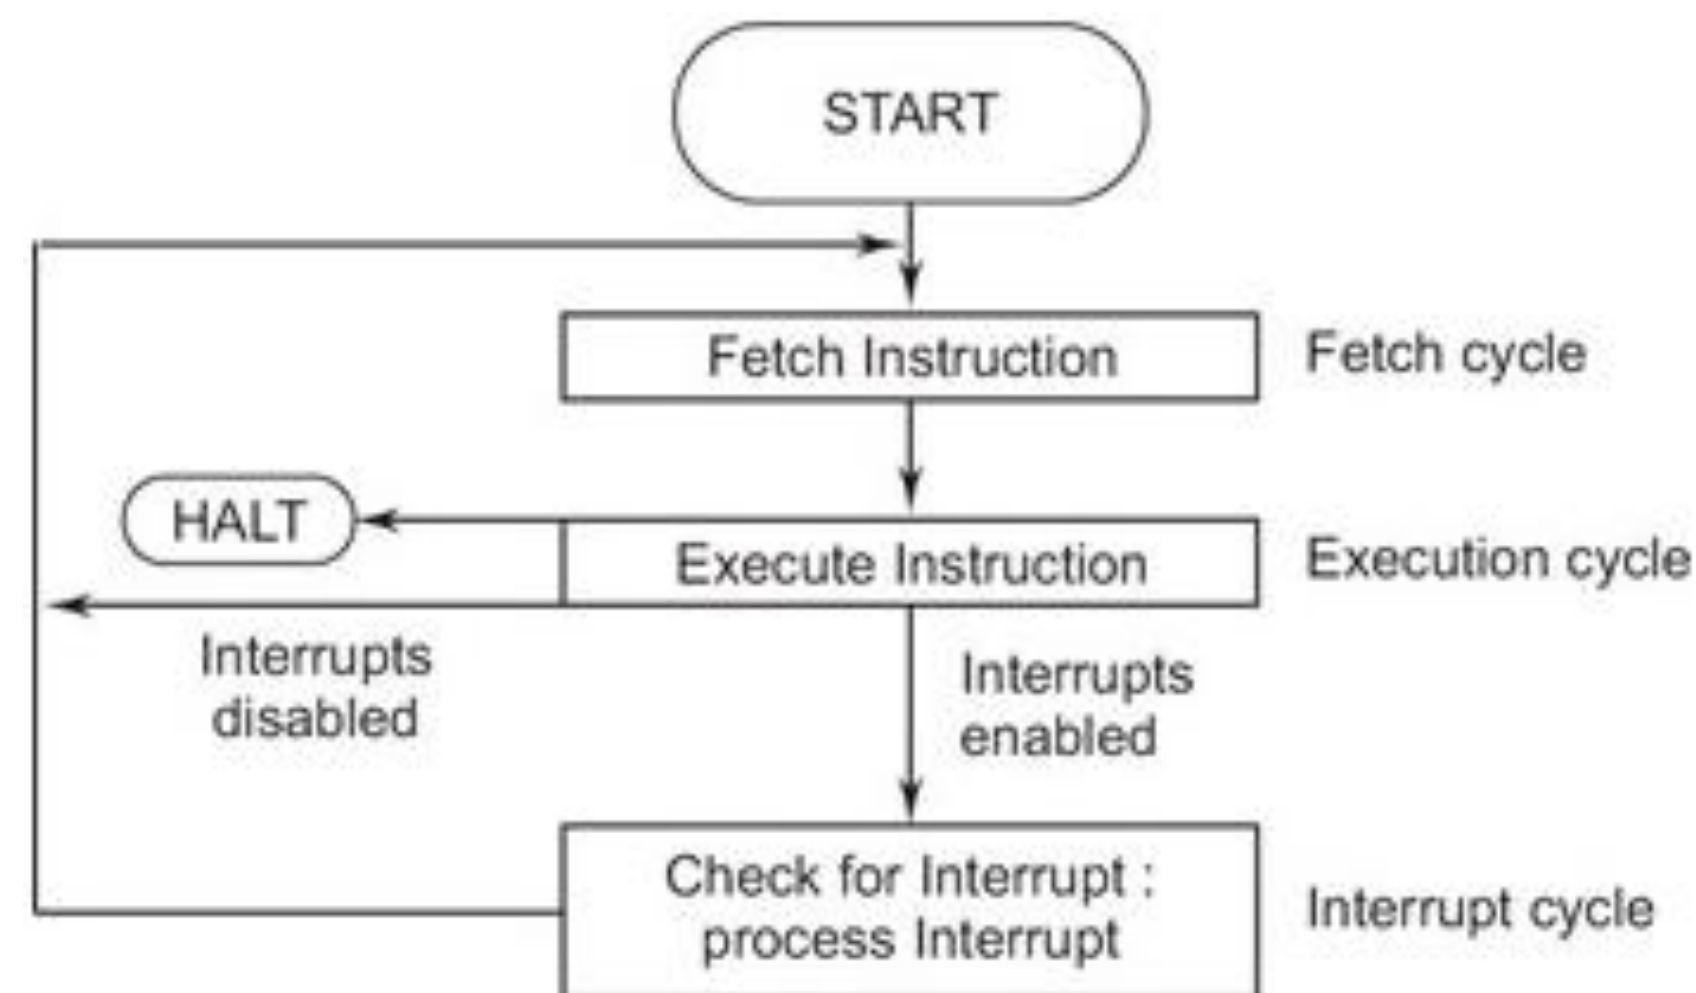 START
Fetch Instruction
Fetch cycle
HALT
Execute Instruction
Execution cycle
Interrupts
disabled
Interrupts
enabled
Check for Interrupt :
process Interrupt
Interrupt cycle